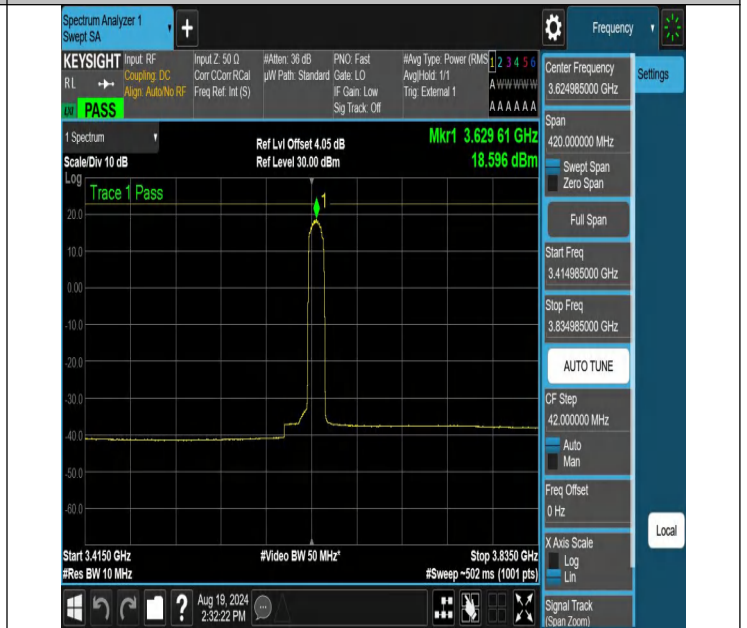 Spectrum Analyzer 1
Swept SA
+
Frequency
KEYSIGHT Input: RF Input Z: 50 Ω #Atten: 36 dB PNO: Fast #Avg Type: Power (RMS 1 2 3 4 5 6
RL Coupling: DC Corr CCorr RCal µW Path: Standard Gate: LO Avg|Hold: 1/1 A W W W W W
Align: Auto/No RF Freq Ref: Int (S) IF Gain: Low Trig: External 1
PASS Sig Track: Off A A A A A A
1 Spectrum
Scale/Div 10 dB
Ref Lvl Offset 4.05 dB
Ref Level 30.00 dBm
Mkr1 3.629 61 GHz
18.596 dBm
Log
Trace 1 Pass
1
20.0
10.0
0.00
-10.0
-20.0
-30.0
-40.0
-50.0
-60.0
Start 3.4150 GHz #Video BW 50 MHz* Stop 3.8350 GHz
#Res BW 10 MHz #Sweep ~502 ms (1001 pts)
Aug 19, 2024
2:32:22 PM
?
Settings
Center Frequency
3.624985000 GHz
Span
420.000000 MHz
Swept Span
Zero Span
Full Span
Start Freq
3.414985000 GHz
Stop Freq
3.834985000 GHz
AUTO TUNE
CF Step
42.000000 MHz
Auto
Man
Freq Offset
0 Hz
X Axis Scale
Log
Lin
Signal Track
(Span Zoom)
Local